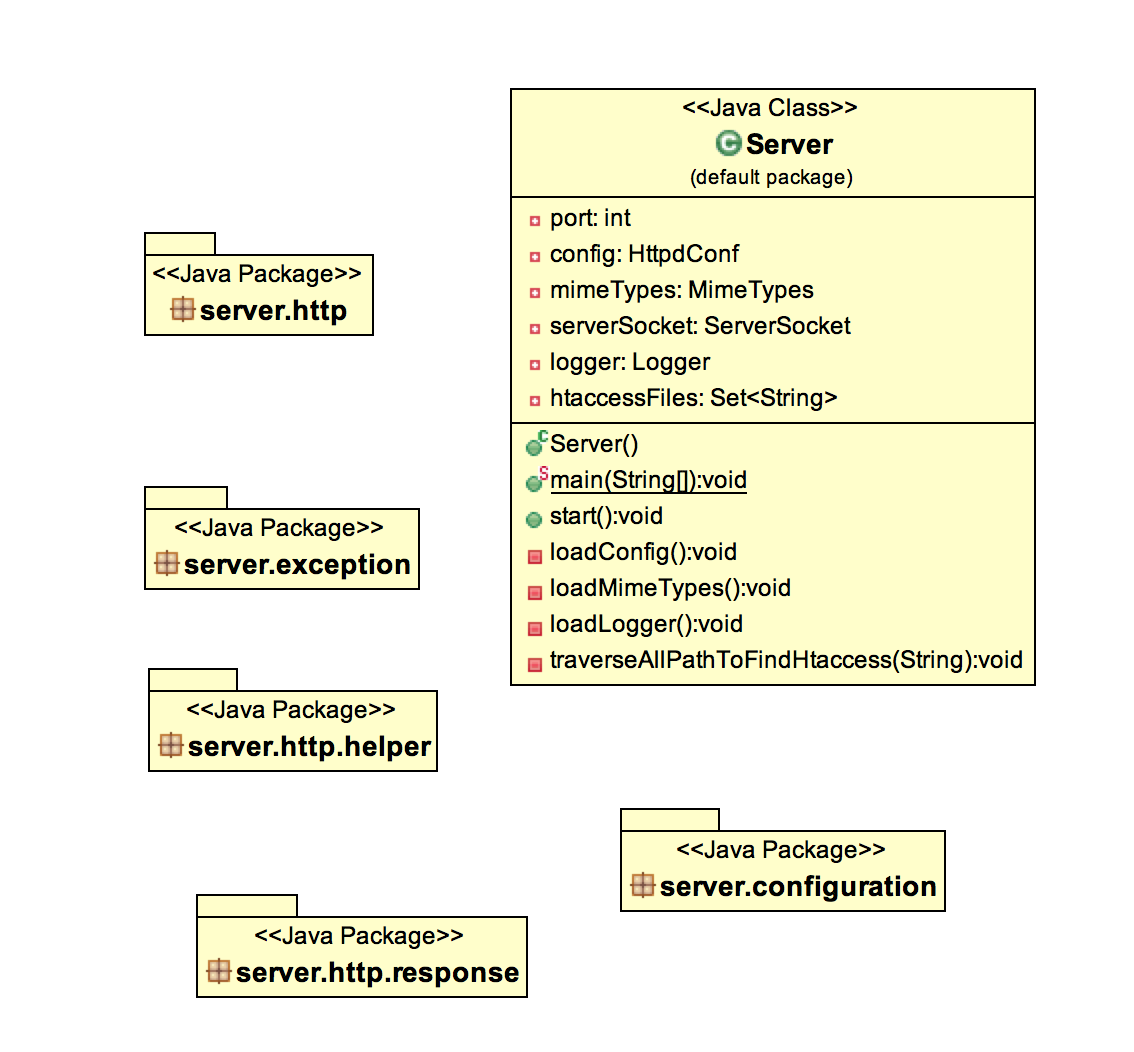 <<Java Class>>
Server
(default package)
port: int
config: HttpdConf
mimeTypes: MimeTypes
serverSocket: ServerSocket
logger: Logger
htaccessFiles: Set<String>
Server()
main(String[]):void
start():void
loadConfig():void
loadMimeTypes():void
loadLogger():void
traverseAllPathToFindHtaccess(String):void
<<Java Package>>
server.http
<<Java Package>>
server.exception
<<Java Package>>
server.http.helper
<<Java Package>>
server.configuration
<<Java Package>>
server.http.response